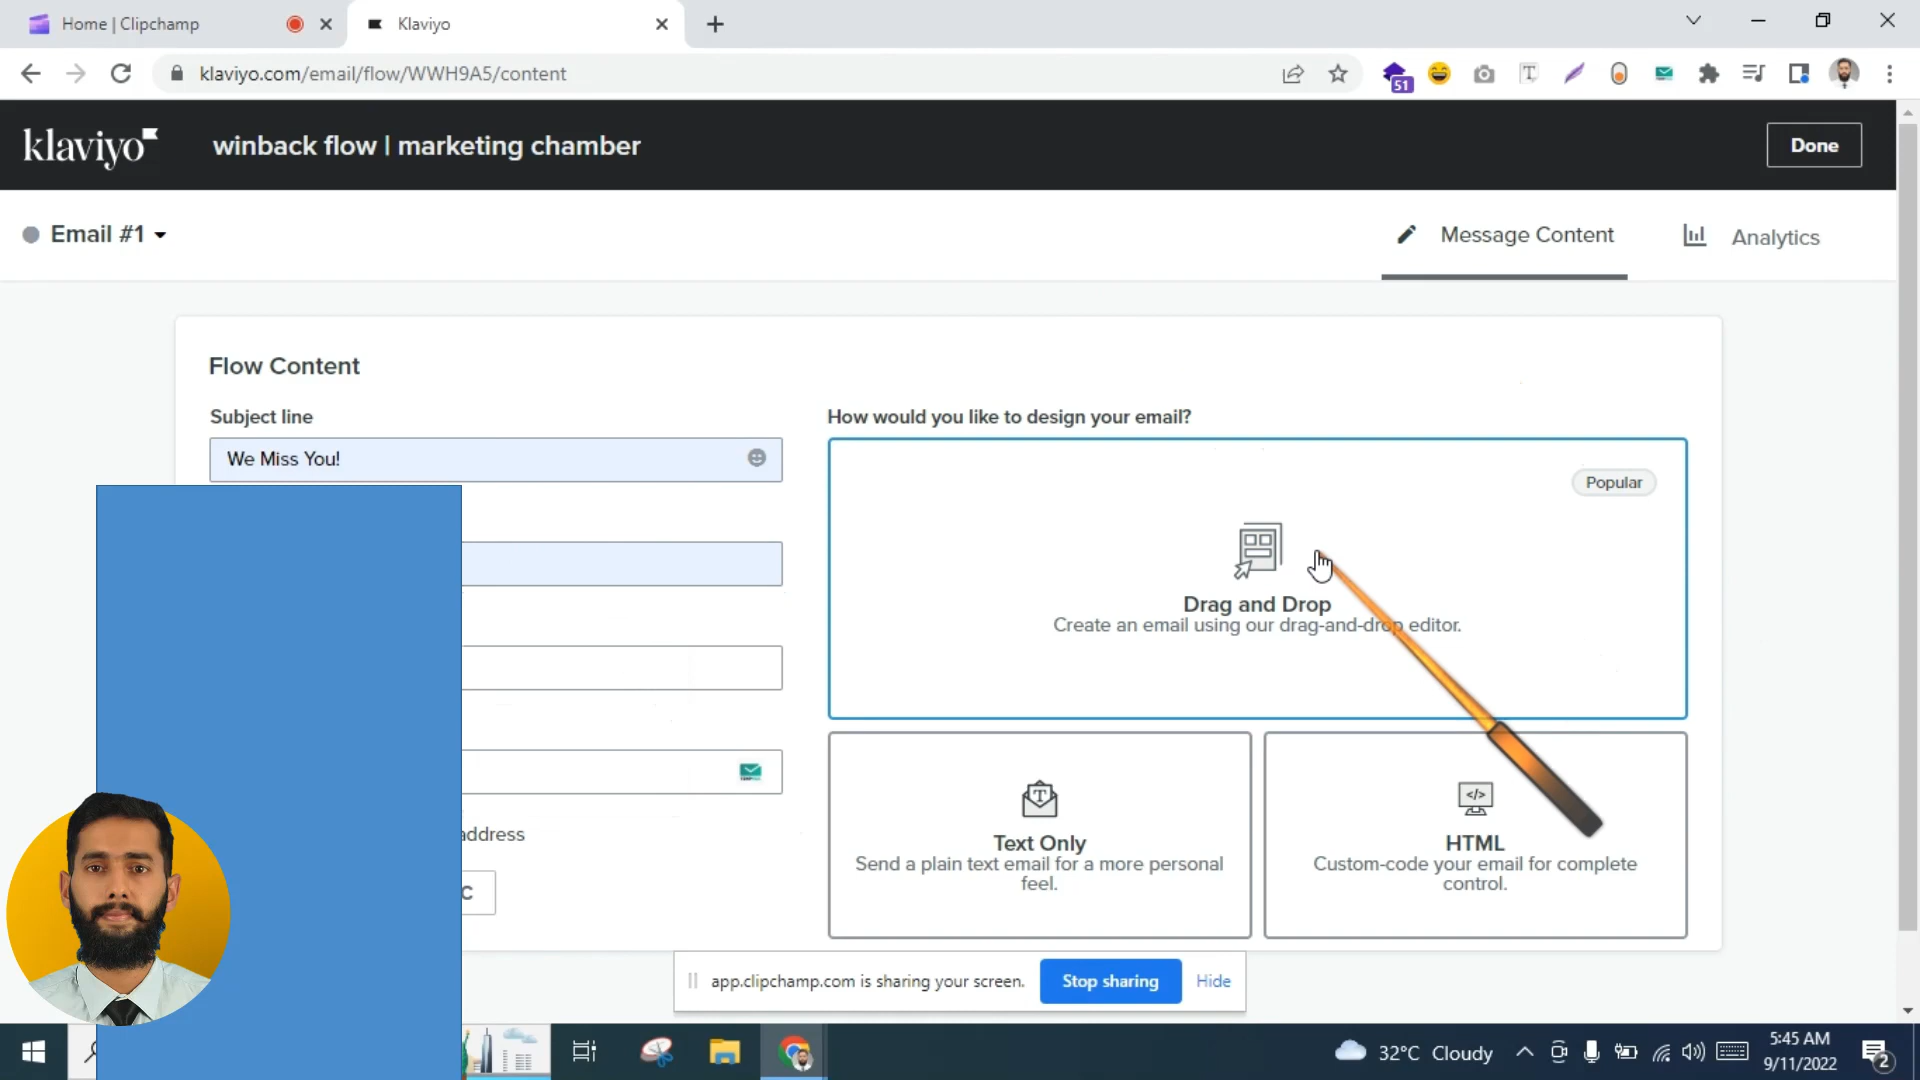 Home | Clipchamp
Klaviyo
klaviyo.com/email/flow/WWH9A5/content
51
klaviyo
winback flow | marketing chamber
Done
Email #1
Message Content
Analytics
Flow Content
Subject line
How would you like to design your email?
We Miss You!
Popular
Drag and Drop
Create an email using our drag-and-drop editor.
T
</>
Text Only
HTML
address
Send a plain text email for a more personal
feel.
Custom-code your email for complete
control.
C
app.clipchamp.com is sharing your screen.
Stop sharing
Hide
32°C Cloudy
5:45 AM
9/11/2022
2